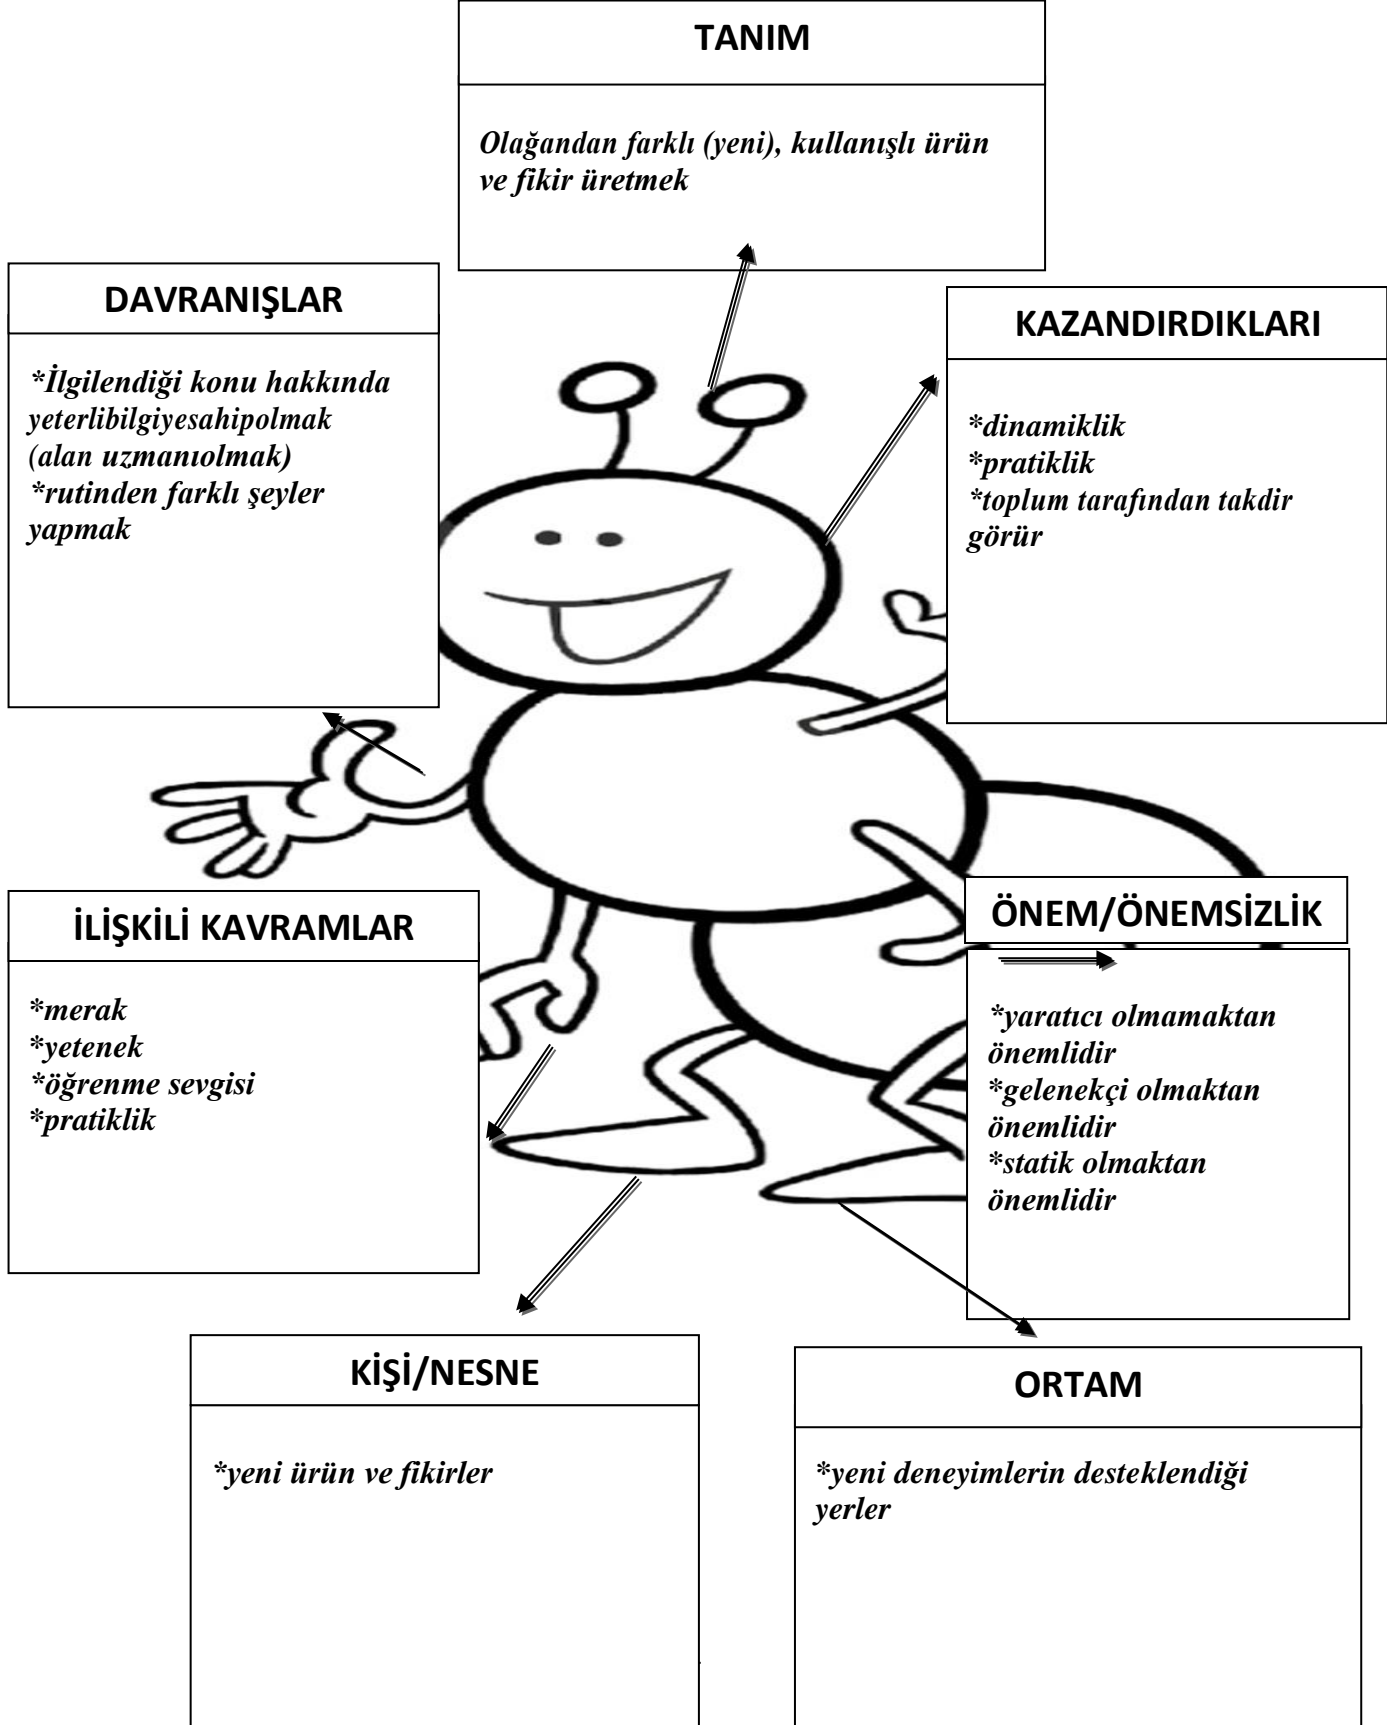 TANIM
Olağandan farklı (yeni), kullanışlı ürün
ve fikir üretmek
DAVRANIŞLAR
*İlgilendiği konu hakkında
yeterlibilgiyesahipolmak
(alan uzmanıolmak)
*rutinden farklı şeyler
yapmak
KAZANDIRDIKLARI
*dinamiklik
*pratiklik
*toplum tarafından takdir
görür
İLİŞKİLİ KAVRAMLAR
*merak
*yetenek
*öğrenme sevgisi
*pratiklik
ÖNEM/ÖNEMSİZLİK
*yaratıcı olmamaktan
önemlidir
*gelenekçi olmaktan
önemlidir
*statik olmaktan
önemlidir
KİŞİ/NESNE
*yeni ürün ve fikirler
ORTAM
*yeni deneyimlerin desteklendiği
yerler